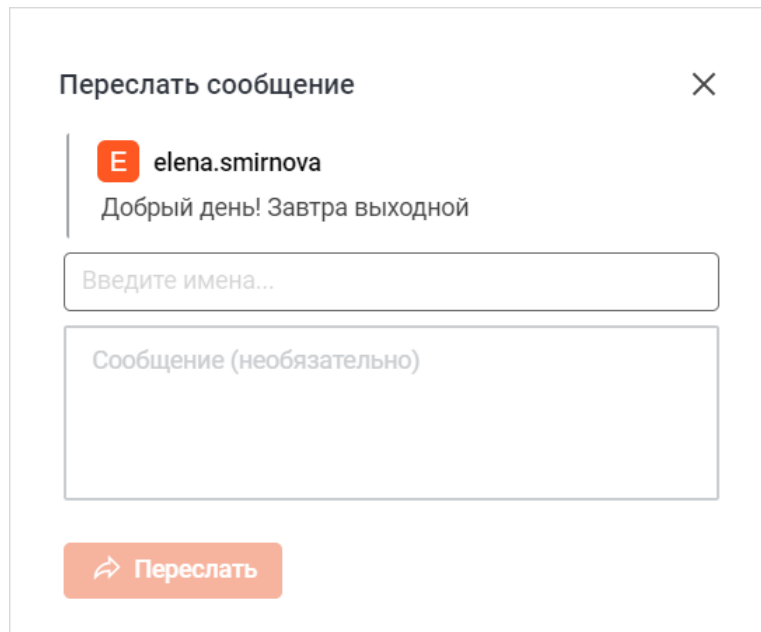 Переслать сообщение
E elena.smirnova
Добрый день! Завтра выходной
Введите имена...
Сообщение (необязательно)
Переслать